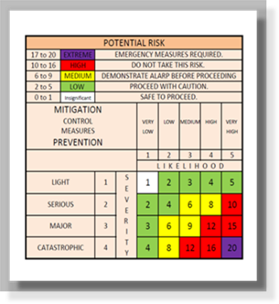 POTENTIAL RISK
17 to 20 EXTREME EMERGENCY MEASURES REQUIRED.
10 to 16 HIGH DO NOT TAKE THIS RISK.
6 to 9 MEDIUM DEMONSTRATE ALARP BEFORE PROCEEDING
2 to 5 LOW PROCEED WITH CAUTION.
0 to 1 Insignificant SAFE TO PROCEED.
MITIGATION
CONTROL
MEASURES
PREVENTION
VERY LOW LOW MEDIUM HIGH VERY HIGH
1 2 3 4 5
LIKELIHOOD
SEVERITY
LIGHT 1 1 2 3 4 5
SERIOUS 2 2 4 6 8 10
MAJOR 3 3 6 9 12 15
CATASTROPHIC 4 4 8 12 16 20